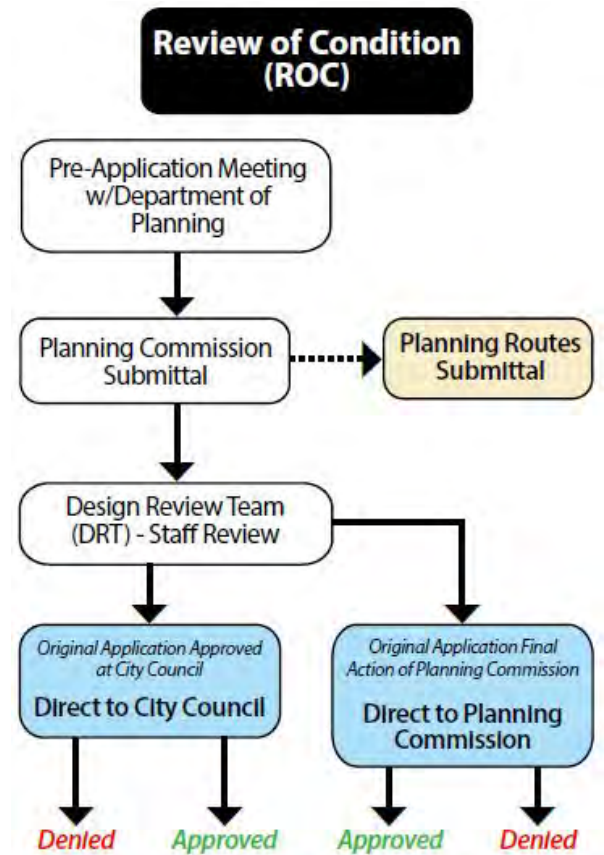 Review of Condition
(ROC)
Pre-Application Meeting
w/Department of
Planning
Planning Commission
Submittal
Planning Routes
Submittal
Design Review Team
(DRT) - Staff Review
Original Application Approved
at City Council
Direct to City Council
Original Application Final
Action of Planning Commission
Direct to Planning
Commission
Denied
Approved
Approved
Denied